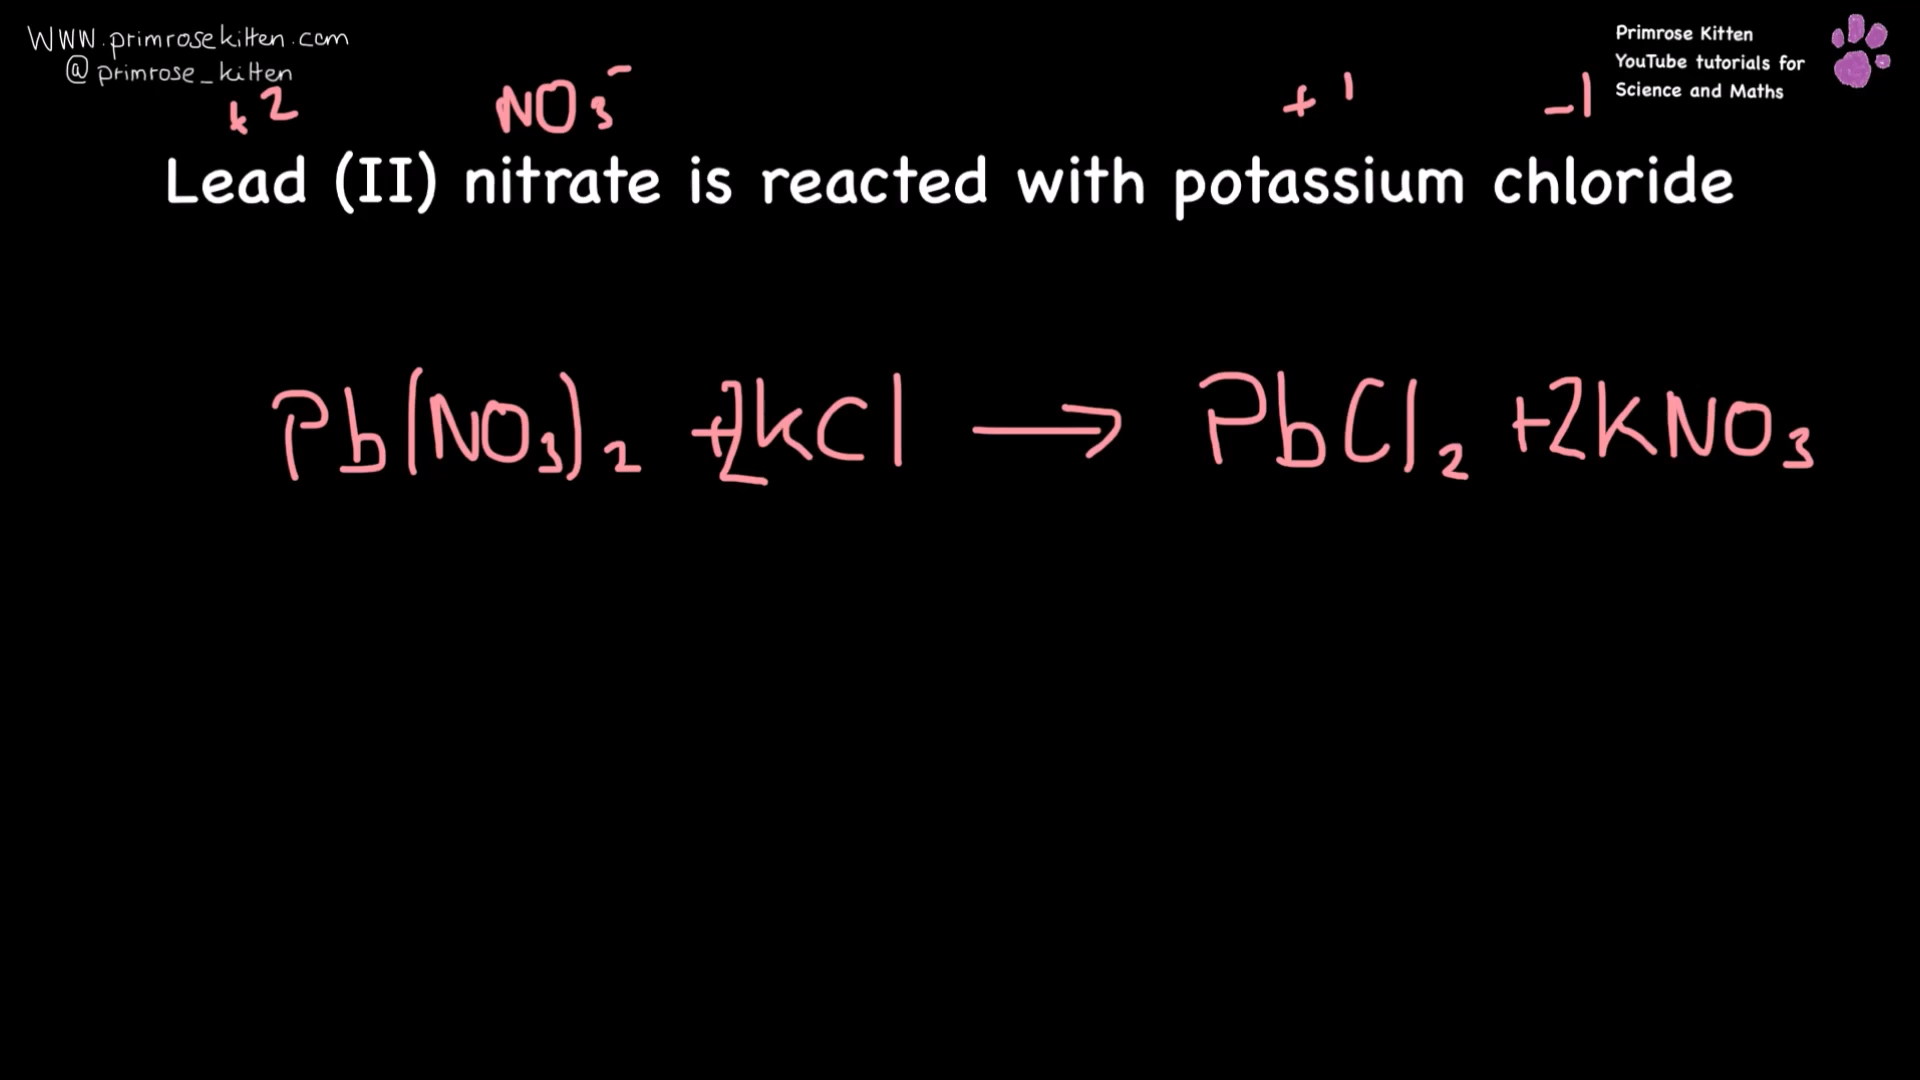 www.primrosekitten.com
@primrose_kitten
Primrose Kitten
YouTube tutorials for
Science and Maths
+2 NO₃⁻ +1 -1
Lead (II) nitrate is reacted with potassium chloride
Pb(NO₃)₂ +2KCl → PbCl₂ +2KNO₃